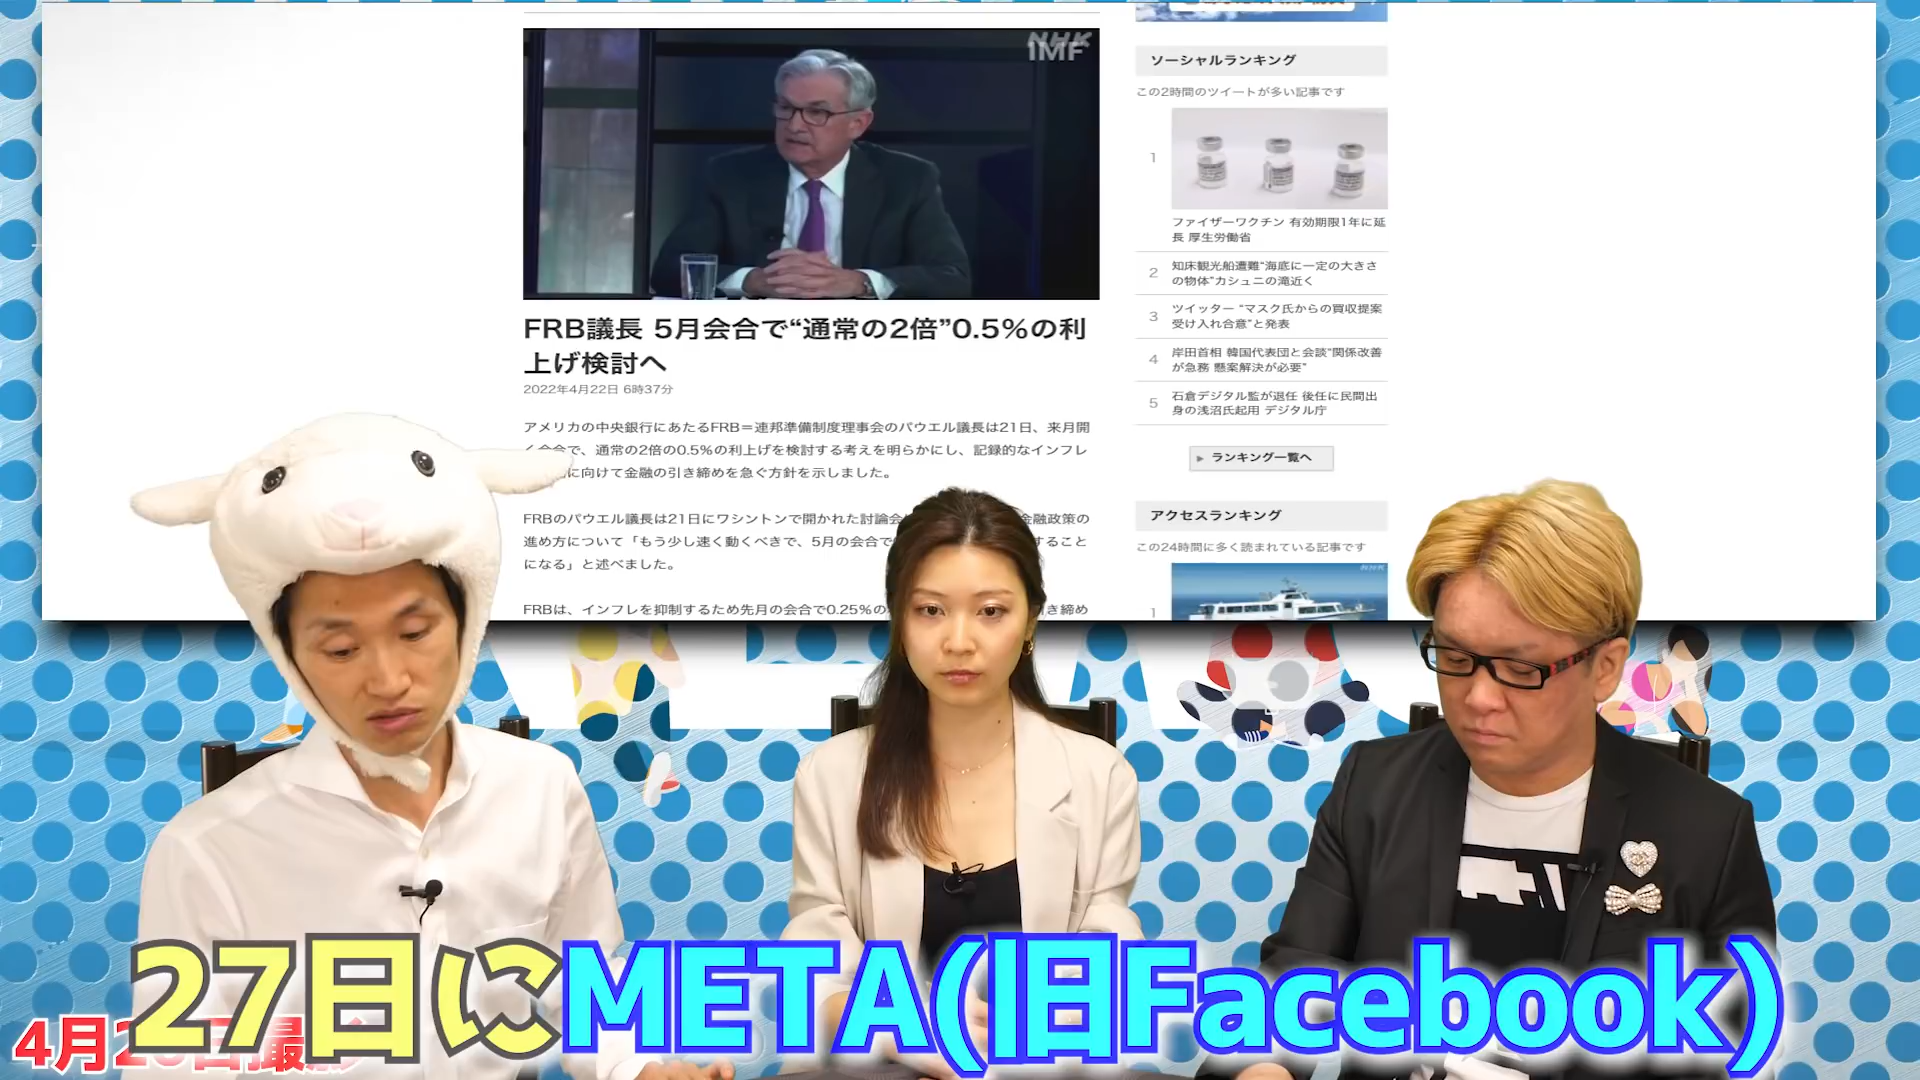 NHK
IMF
FRB議長 5月会合で“通常の2倍”0.5%の利
上げ検討へ
2022年4月22日 6時37分
アメリカの中央銀行にあたるFRB＝連邦準備制度理事会のパウエル議長は21日、来月開
で、通常の2倍の0.5%の利上げを検討する考えを明らかにし、記録的なインフレ
に向けて金融の引き締めを急ぐ方針を示しました。
FRBのパウエル議長は21日にワシントンで開かれた討論会 金融政策の
進め方について「もう少し速く動くべきで、5月の会合で すること
になる」と述べました。
FRBは、インフレを抑制するため先月の会合で0.25%の 引き締め
ソーシャルランキング
この2時間のツイートが多い記事です
1
ファイザーワクチン 有効期限1年に延
長 厚生労働省
2 知床観光船遭難“海底に一定の大きさ
の物体”カシュニの滝近く
3 ツイッター “マスク氏からの買収提案
受け入れ合意”と発表
4 岸田首相 韓国代表団と会談“関係改善
が急務 懸案解決が必要”
5 石倉デジタル監が退任 後任に民間出
身の浅沼氏起用 デジタル庁
ランキング一覧へ
アクセスランキング
この24時間に多く読まれている記事です
NHK
1
27日にMETA(旧Facebook)
4月2 日撮